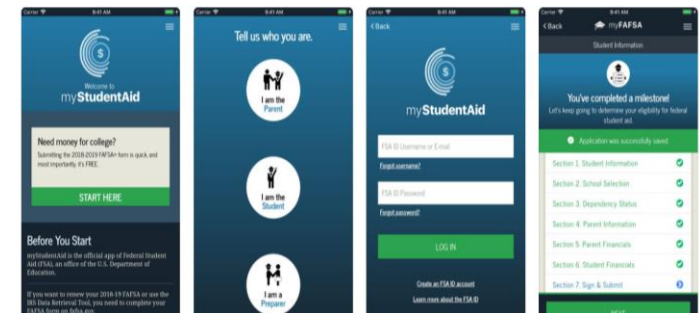 Carrier 9:41 AM
Welcome to
myStudentAid
Need money for college?
Submitting the 2018-2019 FAFSA® form is quick, and
most importantly, it's FREE.
START HERE
Before You Start
myStudentAid is the official app of Federal Student
Aid (FSA), an office of the U.S. Department of
Education.
If you want to renew your 2018-19 FAFSA or use the
IRS Data Retrieval Tool, you need to complete your
FAFSA form on fafsa.gov.
Carrier 9:41 AM
Tell us who you are.
I am the
Parent
I am the
Student
I am a
Preparer
Carrier 9:41 AM
< Back
myStudentAid
FSA ID Username or E-mail
Forgot username?
FSA ID Password
Forgot password?
LOG IN
Create an FSA ID account
Learn more about the FSA ID
Carrier 9:41 AM
< Back myFAFSA
Student Information
You've completed a milestone!
Let's keep going to determine your eligibility for federal
student aid.
Application was successfully saved
Section 1. Student Information
Section 2. School Selection
Section 3. Dependency Status
Section 4. Parent Information
Section 5. Parent Financials
Section 6. Student Financials
Section 7. Sign & Submit
NEXT